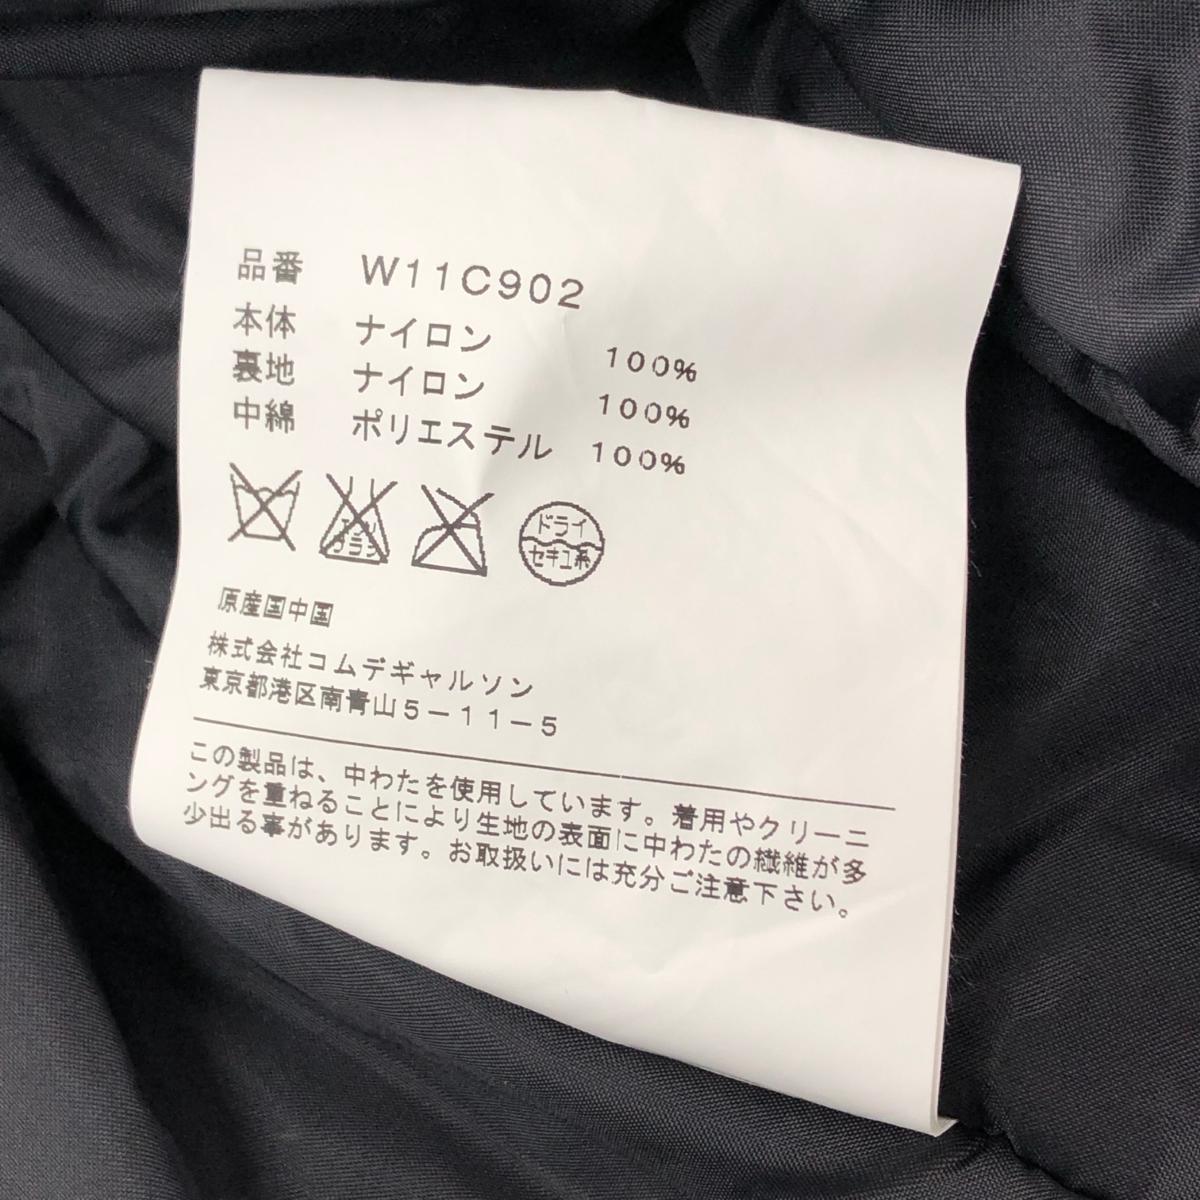 品番 W11C902
本体 ナイロン 100%
裏地 ナイロン 100%
中綿 ポリエステル 100%
エンソ
フラン
ドライ
セキユ系
原産国中国
株式会社コムデギャルソン
東京都港区南青山5-11-5
この製品は、中わたを使用しています。着用やクリーニ
ングを重ねることにより生地の表面に中わたの繊維が多
少出る事があります。お取扱いには充分ご注意下さい。